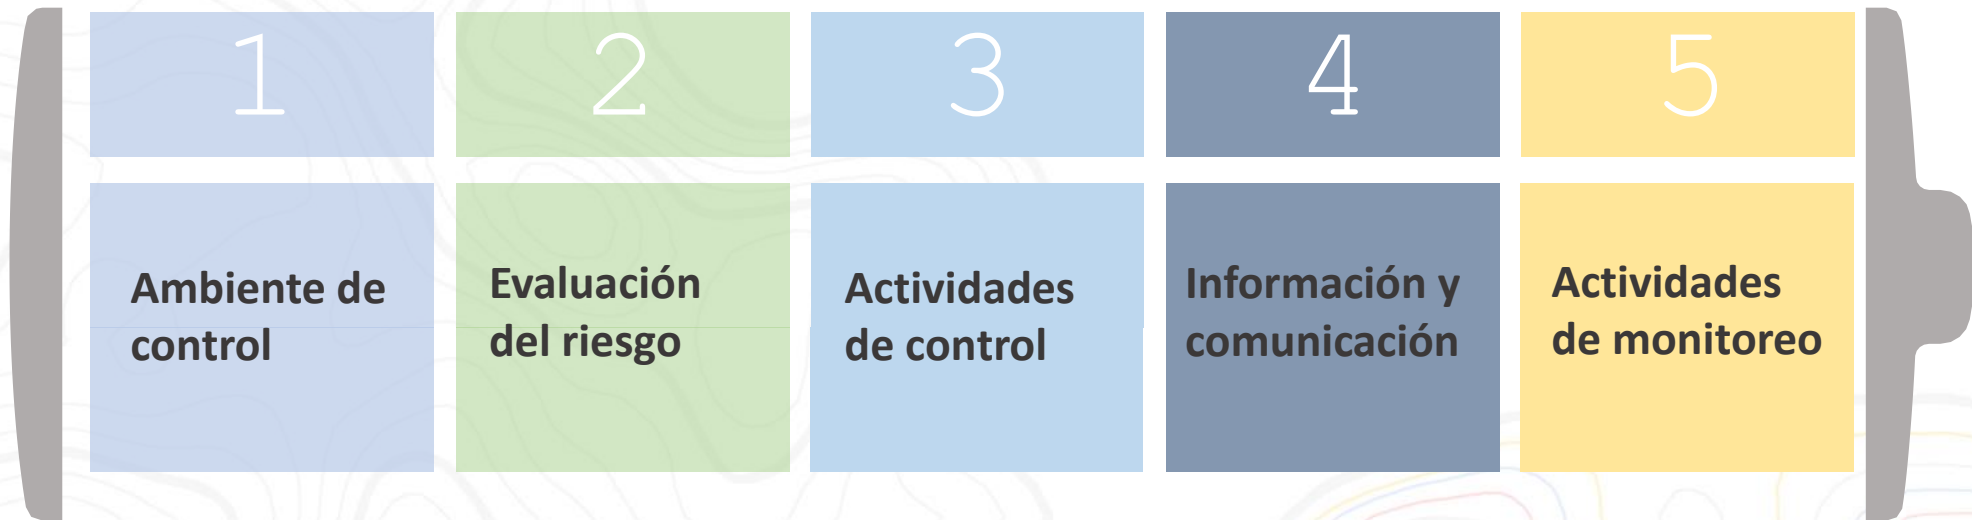 1
2
3
4
5
Ambiente de
control
Evaluación
del riesgo
Actividades
de control
Información y
comunicación
Actividades
de monitoreo